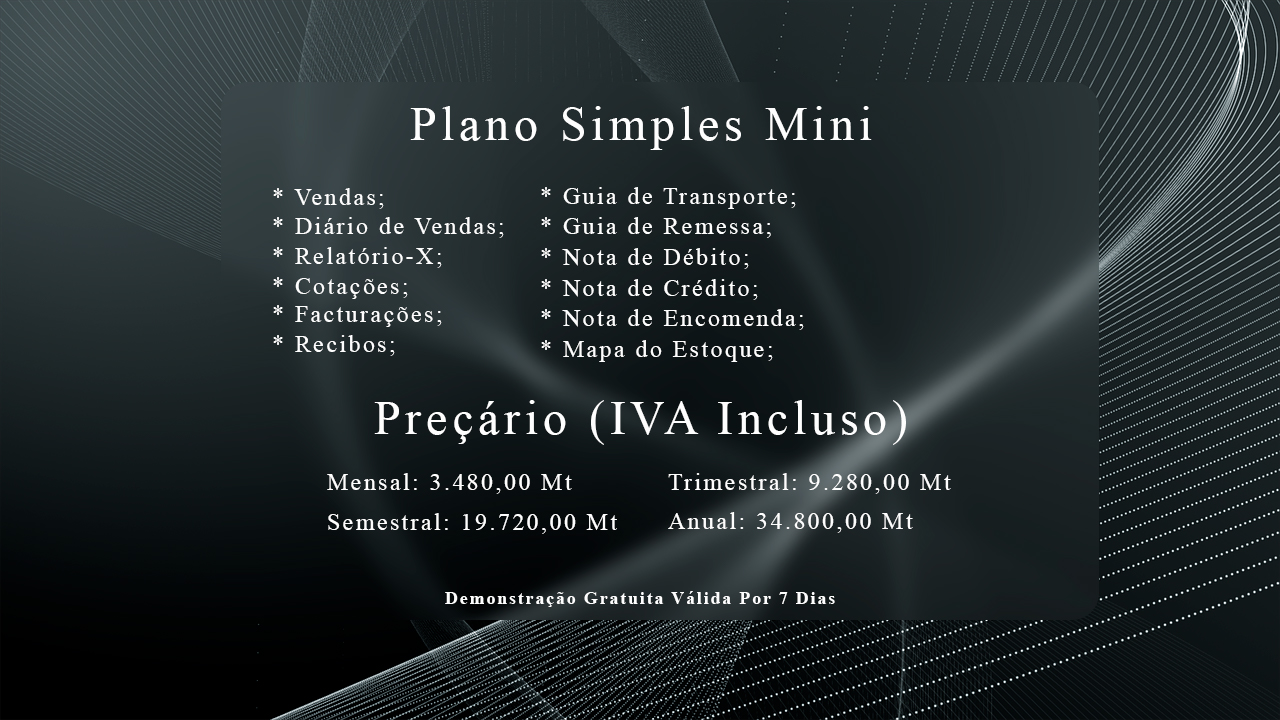 Plano Simples Mini
* Vendas;
* Diário de Vendas;
* Relatório-X;
* Cotações;
* Facturações;
* Recibos;
* Guia de Transporte;
* Guia de Remessa;
* Nota de Débito;
* Nota de Crédito;
* Nota de Encomenda;
* Mapa do Estoque;
Preçário (IVA Incluso)
Mensal: 3.480,00 Mt
Trimestral: 9.280,00 Mt
Semestral: 19.720,00 Mt
Anual: 34.800,00 Mt
Demonstração Gratuita Válida Por 7 Dias